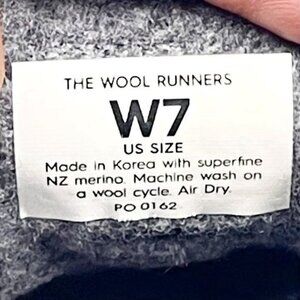 THE WOOL RUNNERS
W7
US SIZE
Made in Korea with superfine
NZ merino. Machine wash on
a wool cycle. Air Dry.
PO 0162